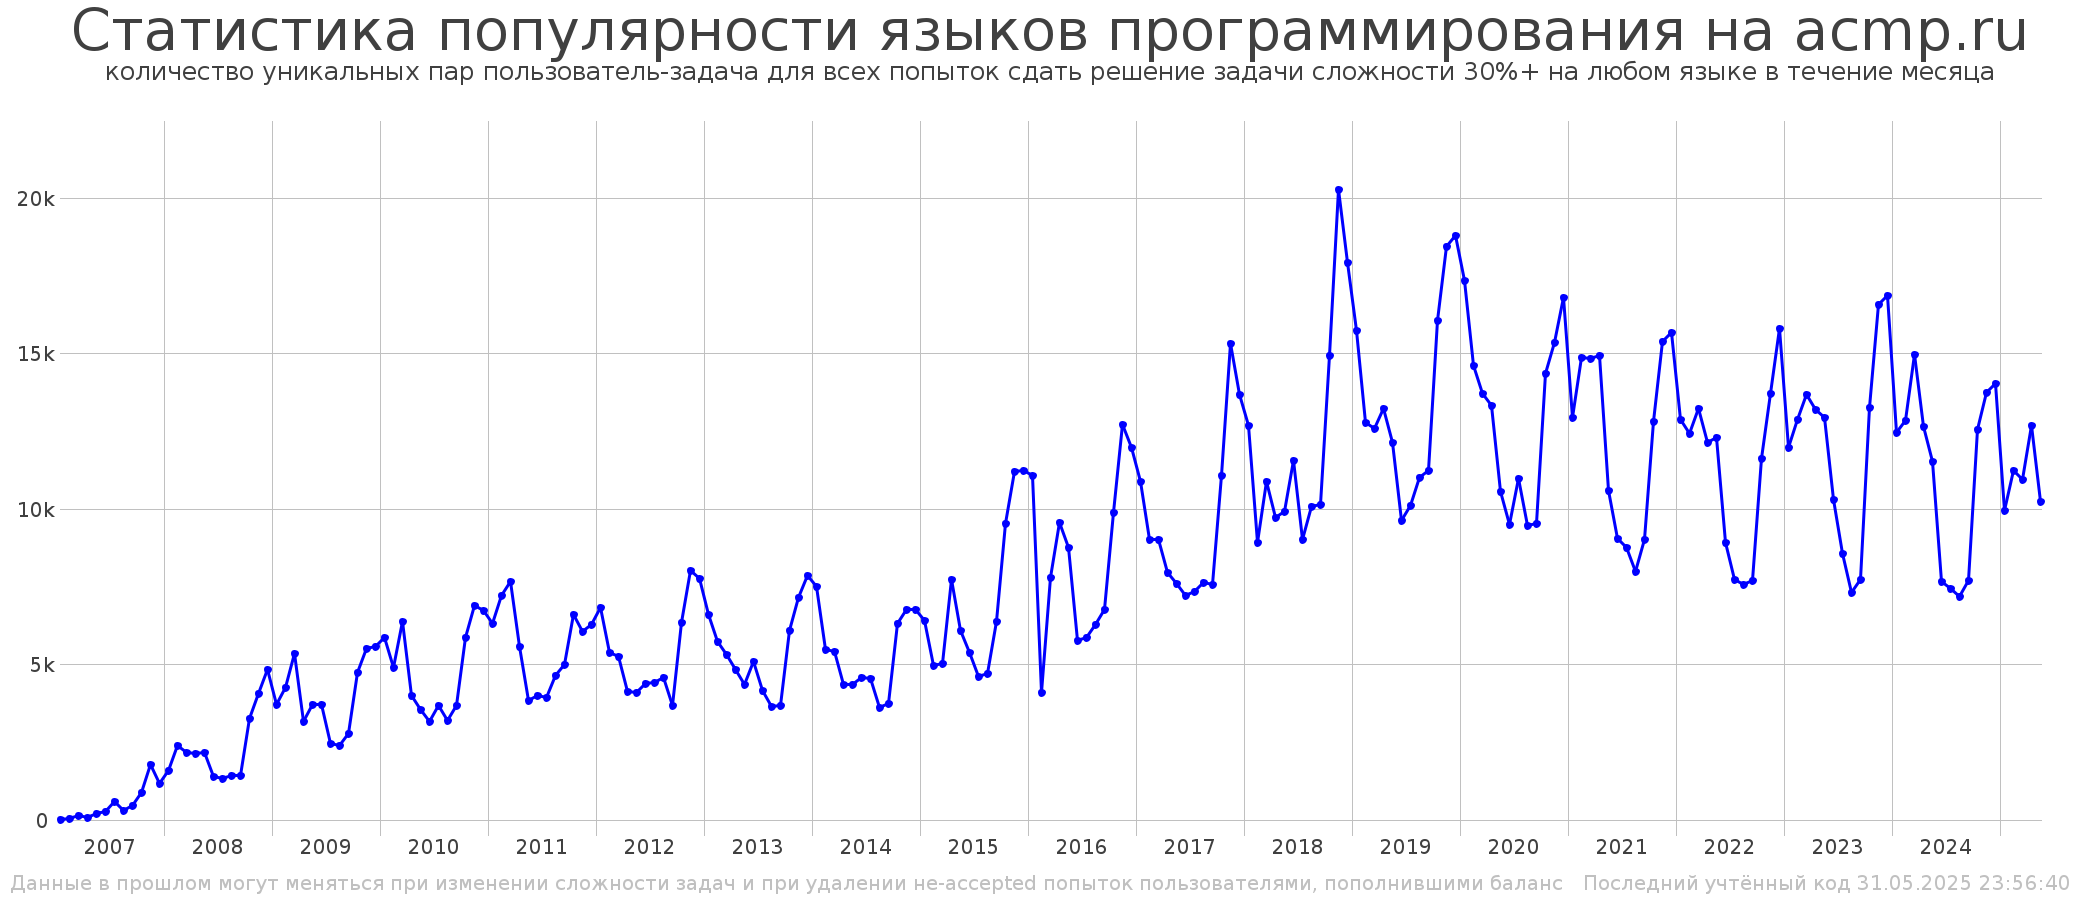 Статистика популярности языков программирования на acmp.ru
количество уникальных пар пользователь-задача для всех попыток сдать решение задачи сложности 30%+ на любом языке в течение месяца
20k
15k
10k
5k
0
2007 2008 2009 2010 2011 2012 2013 2014 2015 2016 2017 2018 2019 2020 2021 2022 2023 2024
Данные в прошлом могут меняться при изменении сложности задач и при удалении не-accepted попыток пользователями, пополнившими баланс Последний учтённый код 31.05.2025 23:56:40